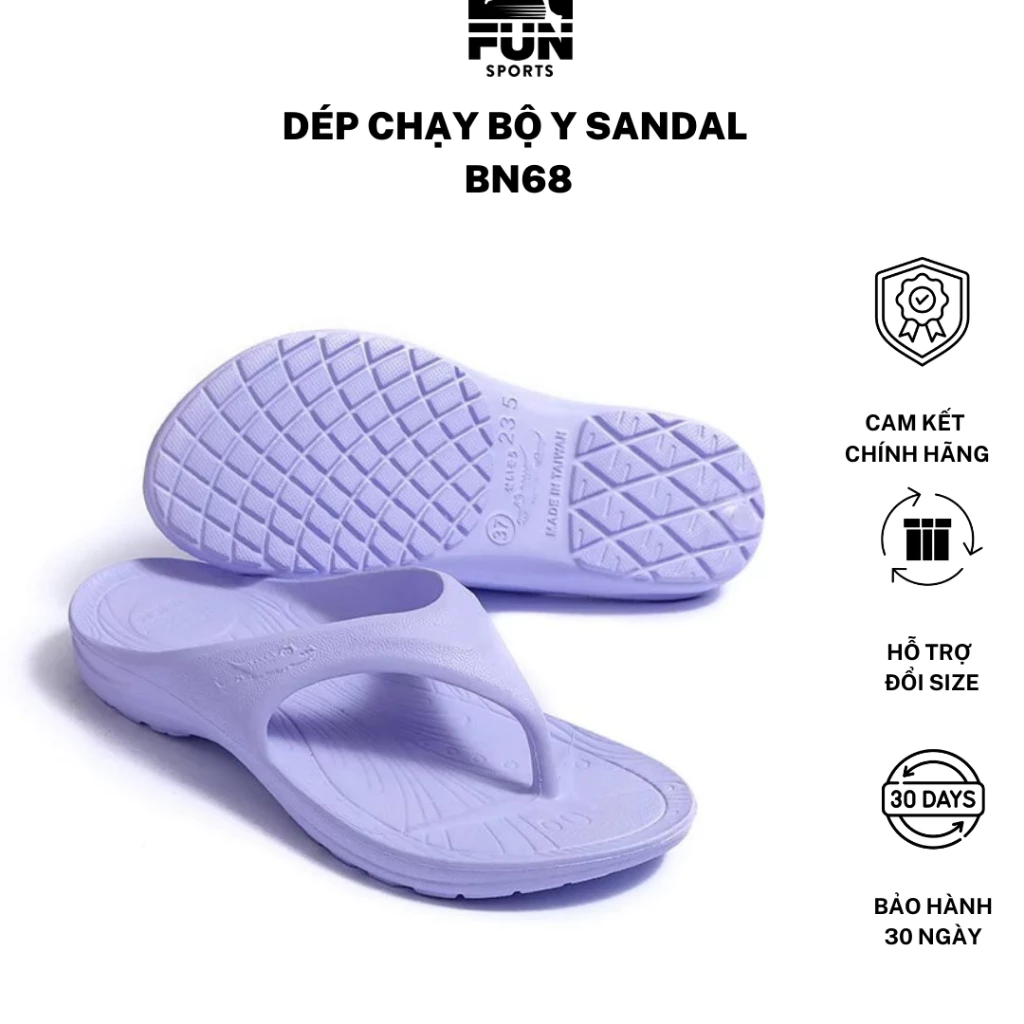 FUN
SPORTS
DÉP CHẠY BỘ Y SANDAL
BN68
CAM KẾT
CHÍNH HÃNG
HỖ TRỢ
ĐỔI SIZE
30 DAYS
BẢO HÀNH
30 NGÀY
23 5
37
MADE IN TAIWAN